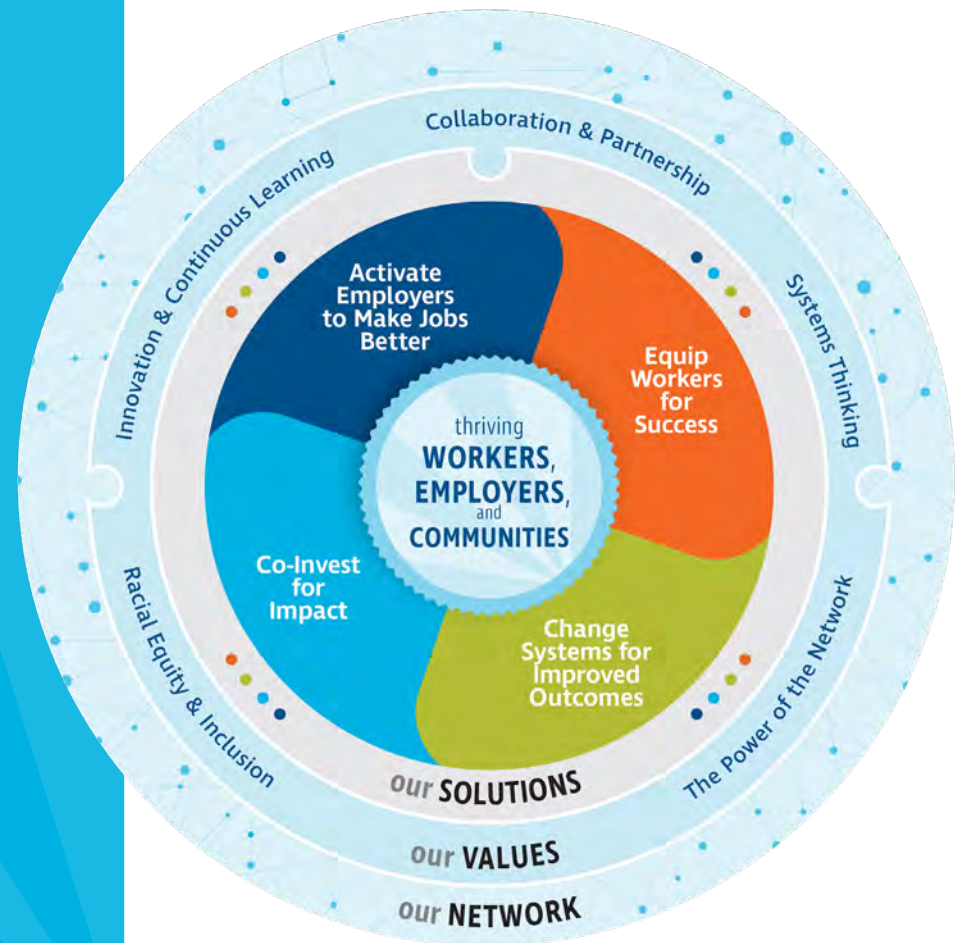 Collaboration & Partnership
Innovation & Continuous Learning
Systems Thinking
Racial Equity & Inclusion
The Power of the Network
Activate
Employers
to Make Jobs
Better
Equip
Workers
for
Success
thriving
WORKERS,
EMPLOYERS,
and
COMMUNITIES
Co-Invest
for
Impact
Change
Systems for
Improved
Outcomes
our SOLUTIONS
our VALUES
our NETWORK